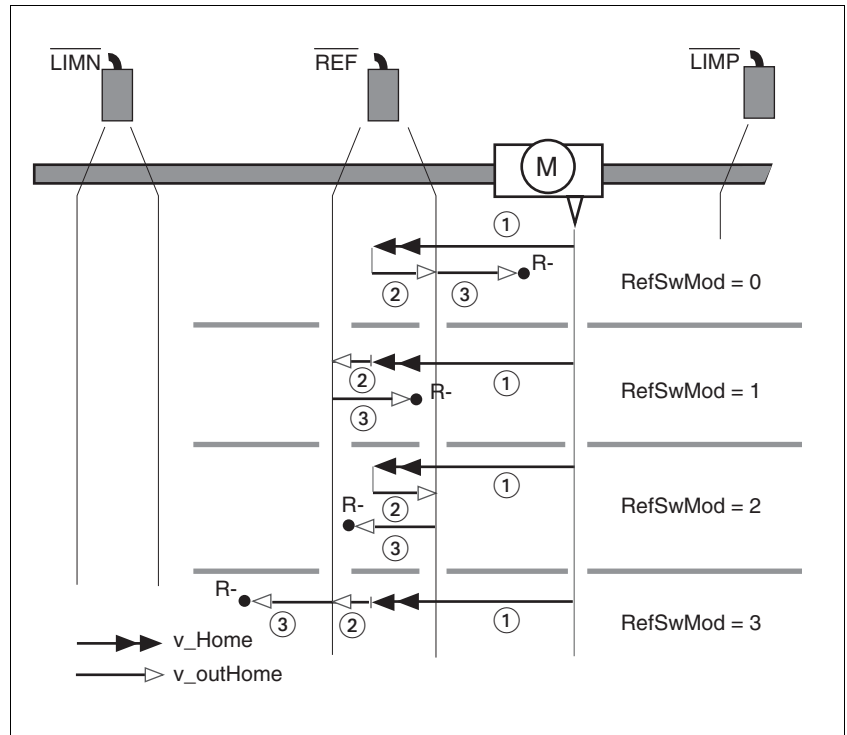 LIMN REF LIMP
M
1
R-
2 3
RefSwMod = 0
2
1
R-
3
RefSwMod = 1
1
2
R-
3
RefSwMod = 2
R-
3 2 1
RefSwMod = 3
v_Home
v_outHome